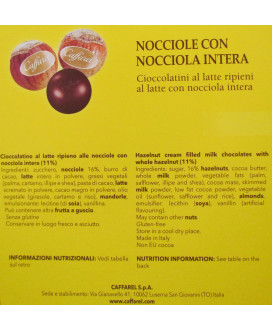 Caffarel
NOCCIOLE CON
NOCCIOLA INTERA
Cioccolatini al latte ripieni
al latte con nocciola intera
Cioccolatini al latte ripieni alle nocciole con
nocciola intera (11%)
Ingredienti: zucchero, nocciole 16%, burro di
cacao, latte intero in polvere, grassi vegetali
(palma, cartamo, illipe e shea), pasta di cacao, latte
scremato in polvere, cacao magro in polvere, olio
vegetale (girasole, cartamo e riso), mandorle,
emulsionante: lecitina (di soia), vanillina.
Può contenere altra frutta a guscio.
Senza glutine
Conservare in luogo fresco e asciutto.
Hazelnut cream filled milk chocolates with
whole hazelnut (11%)
Ingredients: sugar, 16% hazelnuts, cocoa butter,
whole milk powder, vegetable fats (palm,
safflower, illipe and shea), cocoa mass, skimmed
milk powder, low fat cocoa powder, vegetable
oil (sunflower, safflower and rice), almonds,
emulsifier: lecithin (soya), vanillin (artificial
flavouring).
May contain other nuts.
Gluten-free
Store in a cool dry place.
Made in Italy
Non EU cocoa
INFORMAZIONI NUTRIZIONALI: Vedi tabella
sul retro
NUTRITION INFORMATION: See table on the
back
CAFFAREL S.p.A.
Sede e stabilimento: Via Gianavello 41, 10062 Luserna San Giovanni (TO) Italia
www.caffarel.com